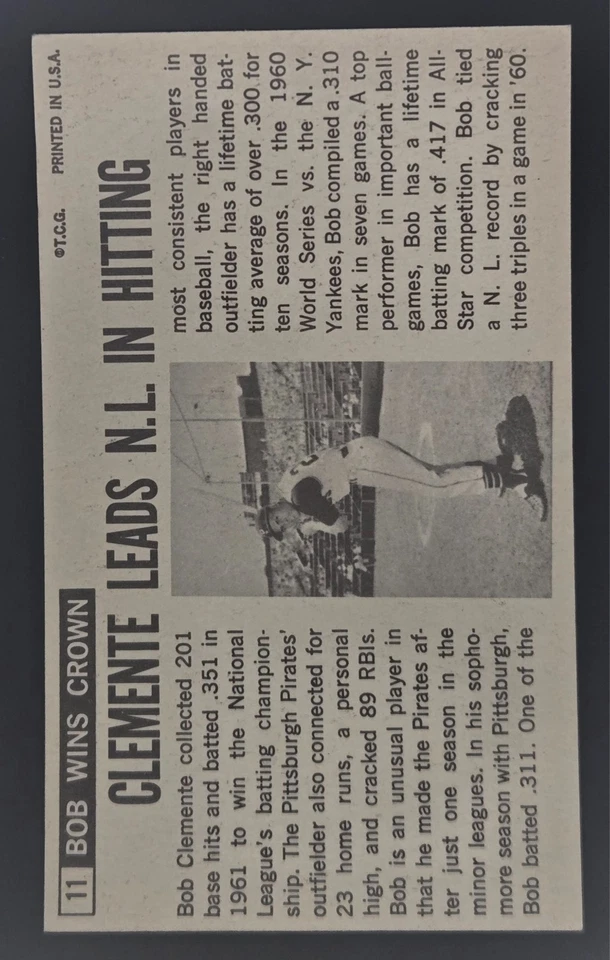 11 BOB WINS CROWN
©T.C.G. PRINTED IN U.S.A.
CLEMENTE LEADS N.L. IN HITTING
Bob Clemente collected 201
base hits and batted .351 in
1961 to win the National
League's batting champion-
ship. The Pittsburgh Pirates'
outfielder also connected for
23 home runs, a personal
high, and cracked 89 RBIs.
Bob is an unusual player in
that he made the Pirates af-
ter just one season in the
minor leagues. In his sopho-
more season with Pittsburgh,
Bob batted .311. One of the
most consistent players in
baseball, the right handed
outfielder has a lifetime bat-
ting average of over .300 for
ten seasons. In the 1960
World Series vs. the N. Y.
Yankees, Bob compiled a .310
mark in seven games. A top
performer in important ball-
games, Bob has a lifetime
batting mark of .417 in All-
Star competition. Bob tied
a N. L. record by cracking
three triples in a game in '60.